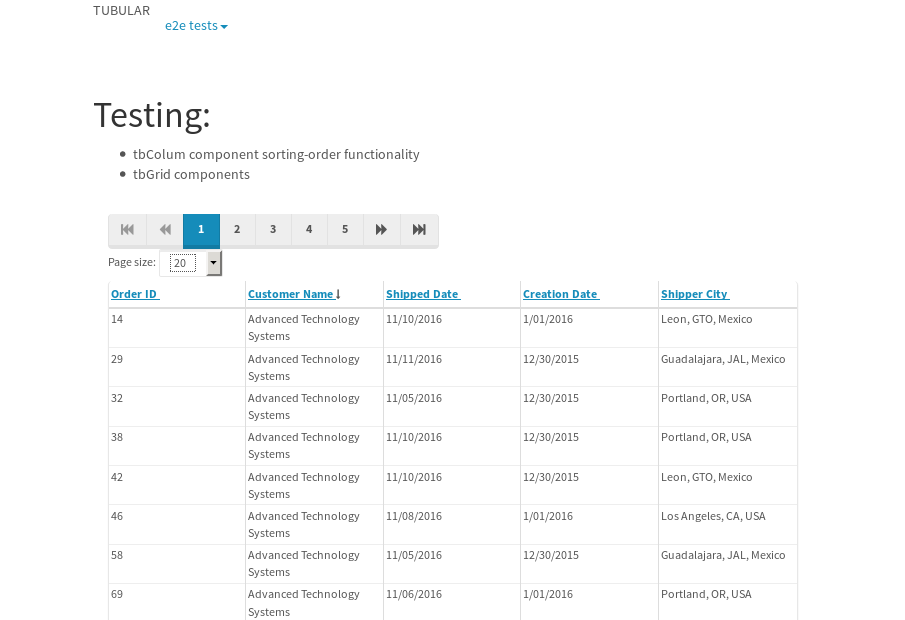 TUBULAR
e2e tests
Testing:
tbColum component sorting-order functionality
tbGrid components
1 2 3 4 5
Page size: 20
Order ID Customer Name↓ Shipped Date Creation Date Shipper City
14 Advanced Technology 11/10/2016 1/01/2016 Leon, GTO, Mexico
Systems
29 Advanced Technology 11/11/2016 12/30/2015 Guadalajara, JAL, Mexico
Systems
32 Advanced Technology 11/05/2016 12/30/2015 Portland, OR, USA
Systems
38 Advanced Technology 11/10/2016 12/30/2015 Portland, OR, USA
Systems
42 Advanced Technology 11/10/2016 12/30/2015 Leon, GTO, Mexico
Systems
46 Advanced Technology 11/08/2016 1/01/2016 Los Angeles, CA, USA
Systems
58 Advanced Technology 11/05/2016 12/30/2015 Guadalajara, JAL, Mexico
Systems
69 Advanced Technology 11/06/2016 1/01/2016 Portland, OR, USA
Systems